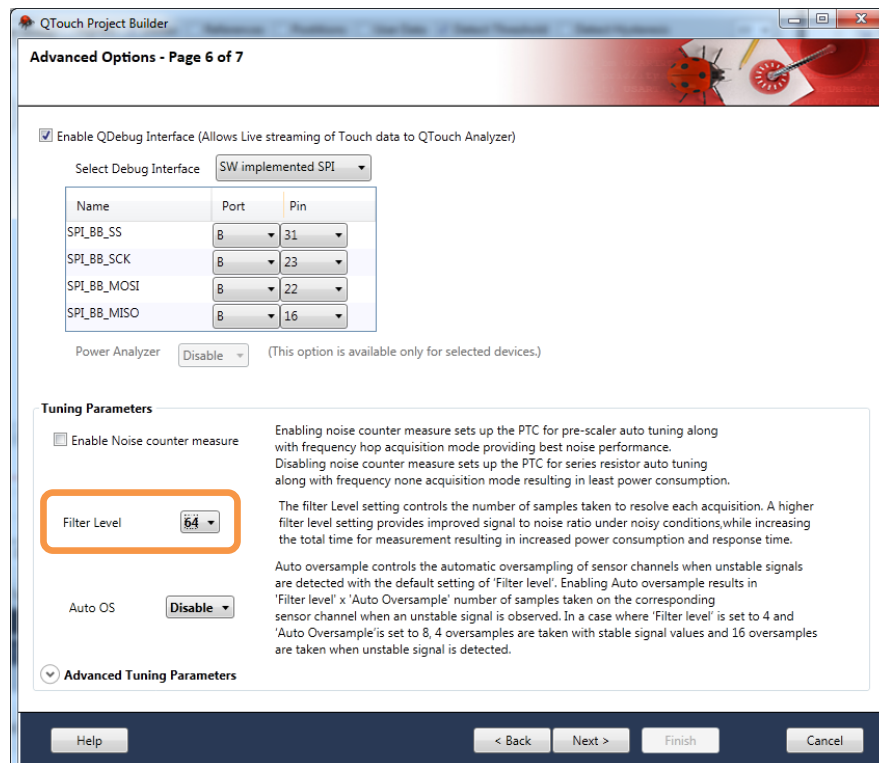 QTouch Project Builder
Advanced Options - Page 6 of 7
Enable QDebug Interface (Allows Live streaming of Touch data to QTouch Analyzer)
Select Debug Interface SW implemented SPI
Name Port Pin
SPI_BB_SS B 31
SPI_BB_SCK B 23
SPI_BB_MOSI B 22
SPI_BB_MISO B 16
Power Analyzer Disable (This option is available only for selected devices.)
Tuning Parameters
Enable Noise counter measure
Enabling noise counter measure sets up the PTC for pre-scaler auto tuning along
with frequency hop acquisition mode providing best noise performance.
Disabling noise counter measure sets up the PTC for series resistor auto tuning
along with frequency none acquisition mode resulting in least power consumption.
Filter Level 64
The filter Level setting controls the number of samples taken to resolve each acquisition. A higher
filter level setting provides improved signal to noise ratio under noisy conditions,while increasing
the total time for measurement resulting in increased power consumption and response time.
Auto OS Disable
Auto oversample controls the automatic oversampling of sensor channels when unstable signals
are detected with the default setting of 'Filter level'. Enabling Auto oversample results in
'Filter level' x 'Auto Oversample' number of samples taken on the corresponding
sensor channel when an unstable signal is observed. In a case where 'Filter level' is set to 4 and
'Auto Oversample'is set to 8, 4 oversamples are taken with stable signal values and 16 oversamples
are taken when unstable signal is detected.
Advanced Tuning Parameters
Help < Back Next > Finish Cancel